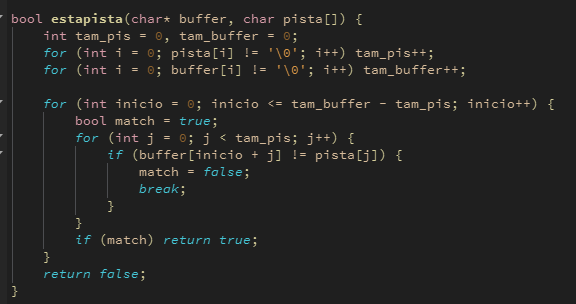 bool estapista(char* buffer, char pista[]) {
    int tam_pis = 0, tam_buffer = 0;
    for (int i = 0; pista[i] != '\0'; i++) tam_pis++;
    for (int i = 0; buffer[i] != '\0'; i++) tam_buffer++;

    for (int inicio = 0; inicio <= tam_buffer - tam_pis; inicio++) {
        bool match = true;
        for (int j = 0; j < tam_pis; j++) {
            if (buffer[inicio + j] != pista[j]) {
                match = false;
                break;
            }
        }
        if (match) return true;
    }
    return false;
}